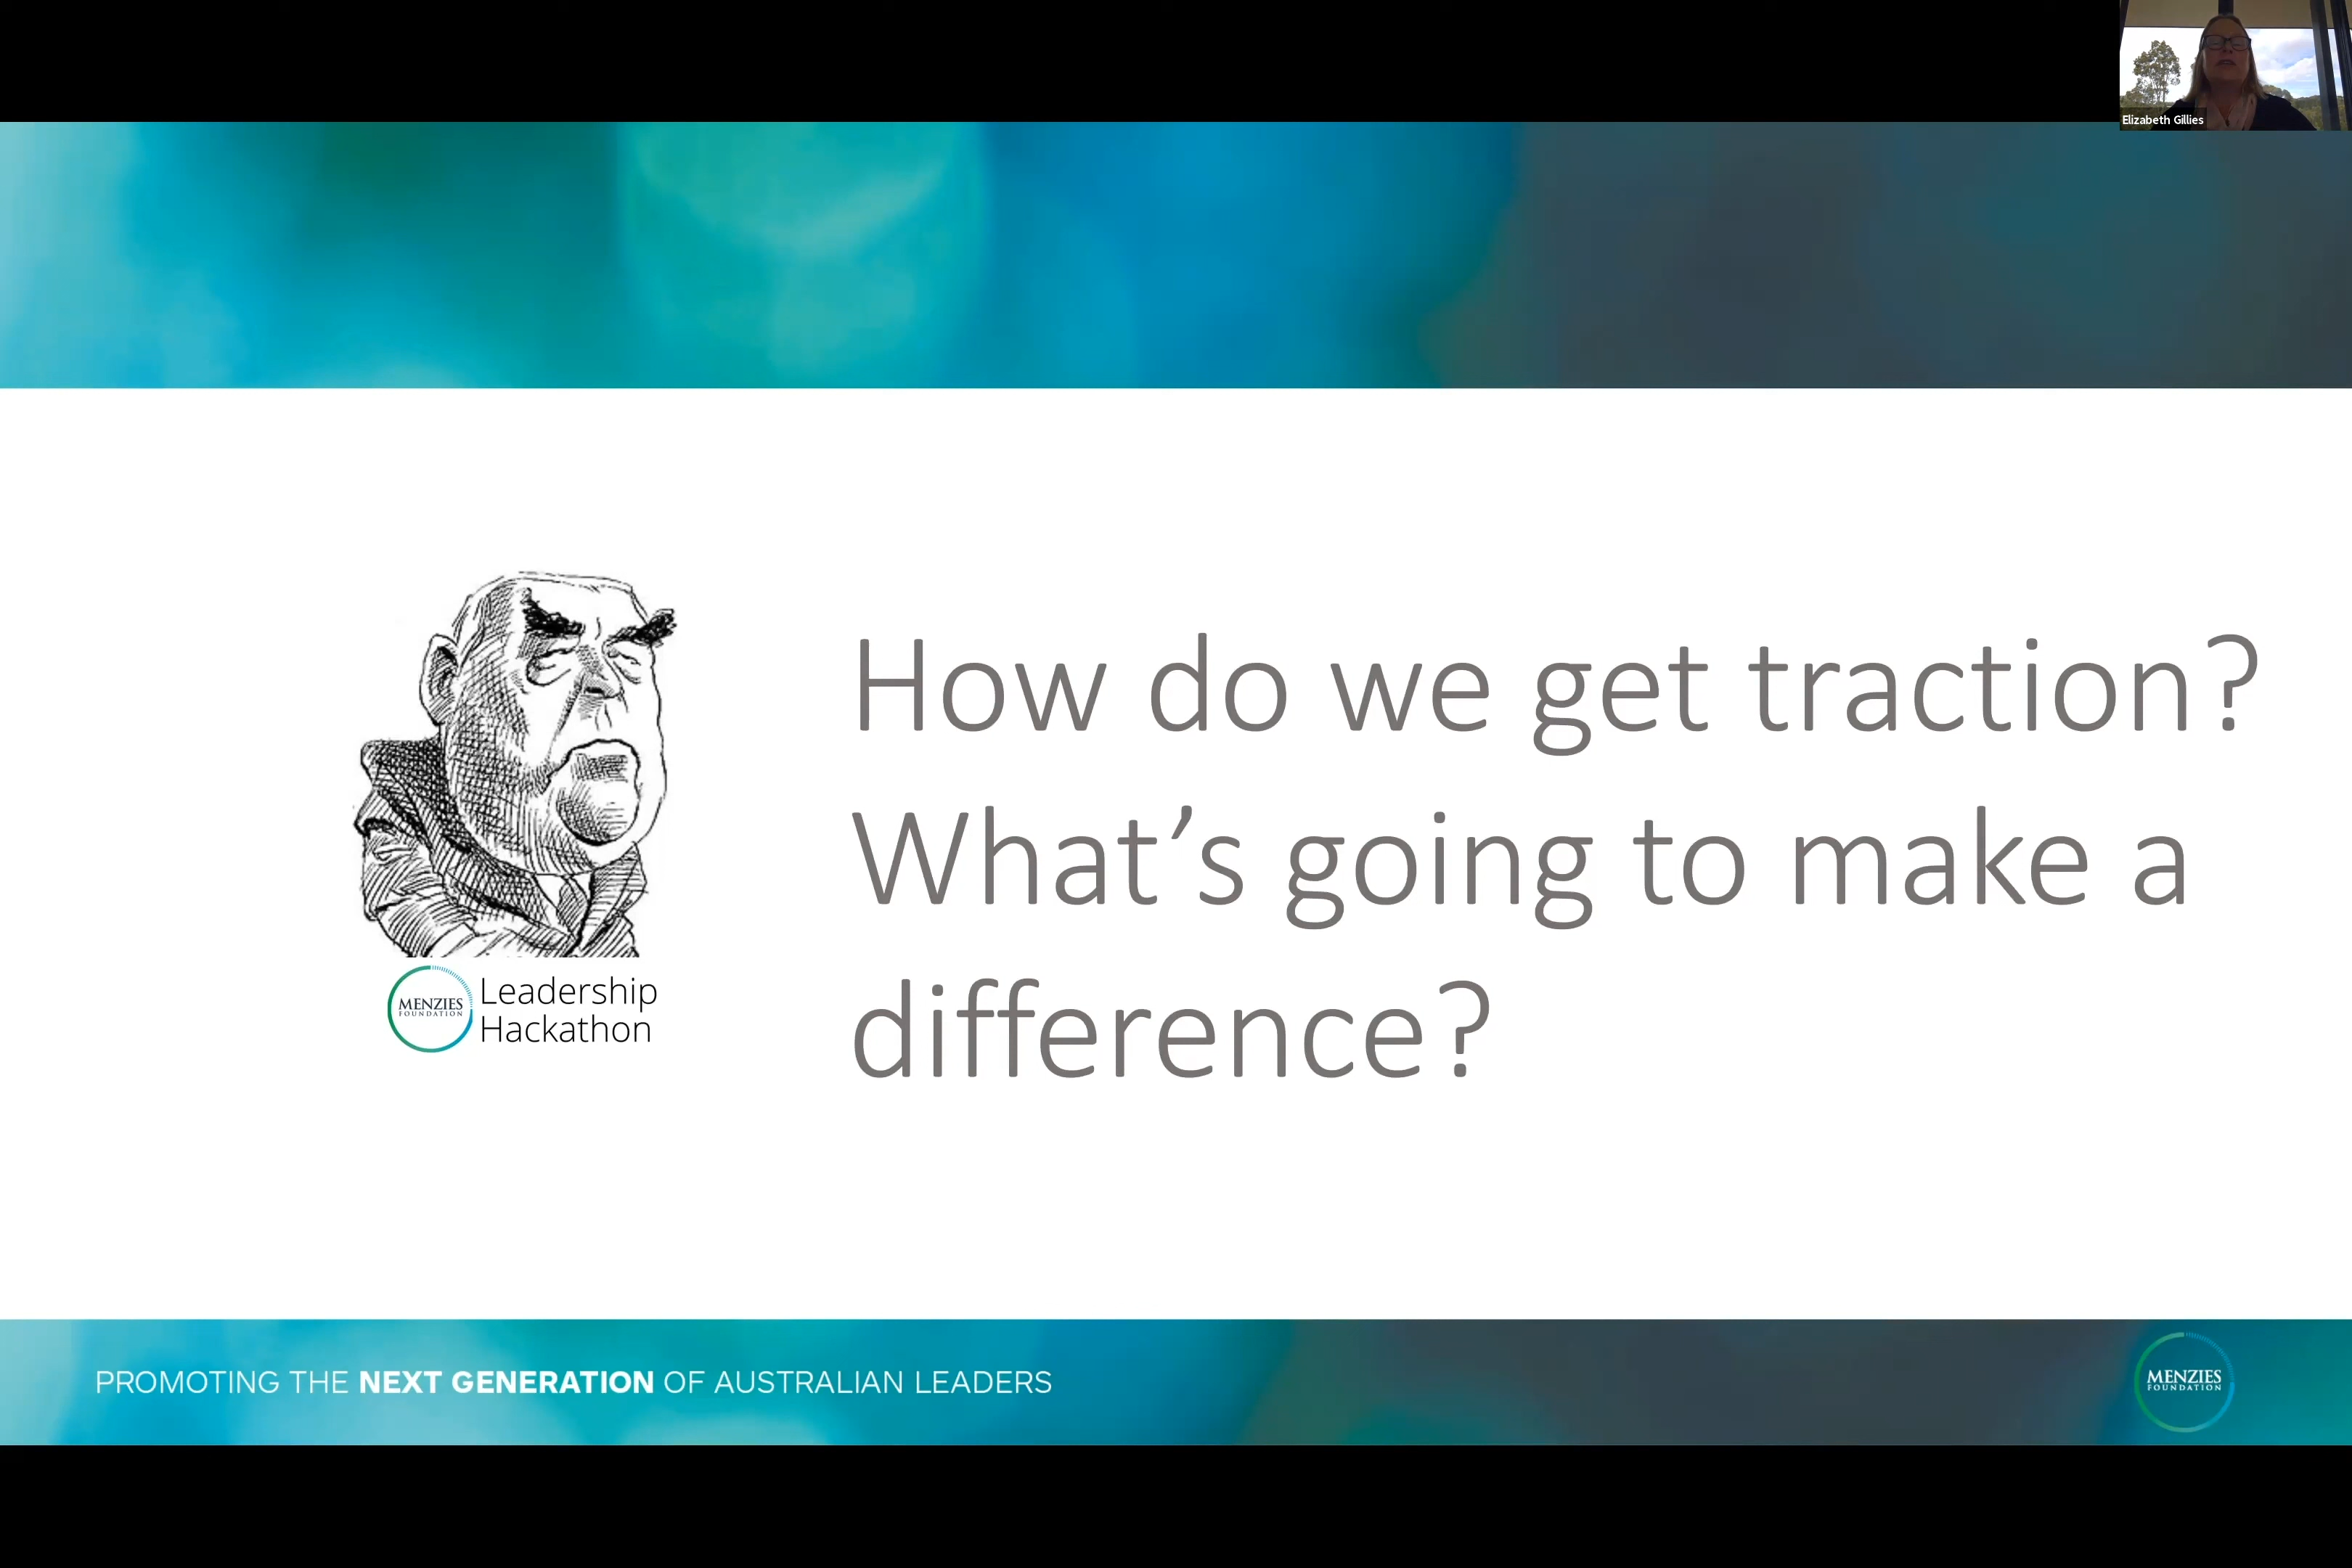 Elizabeth Gillies
How do we get traction?
What’s going to make a
difference?
MENZIES
FOUNDATION
Leadership
Hackathon
PROMOTING THE NEXT GENERATION OF AUSTRALIAN LEADERS
MENZIES
FOUNDATION